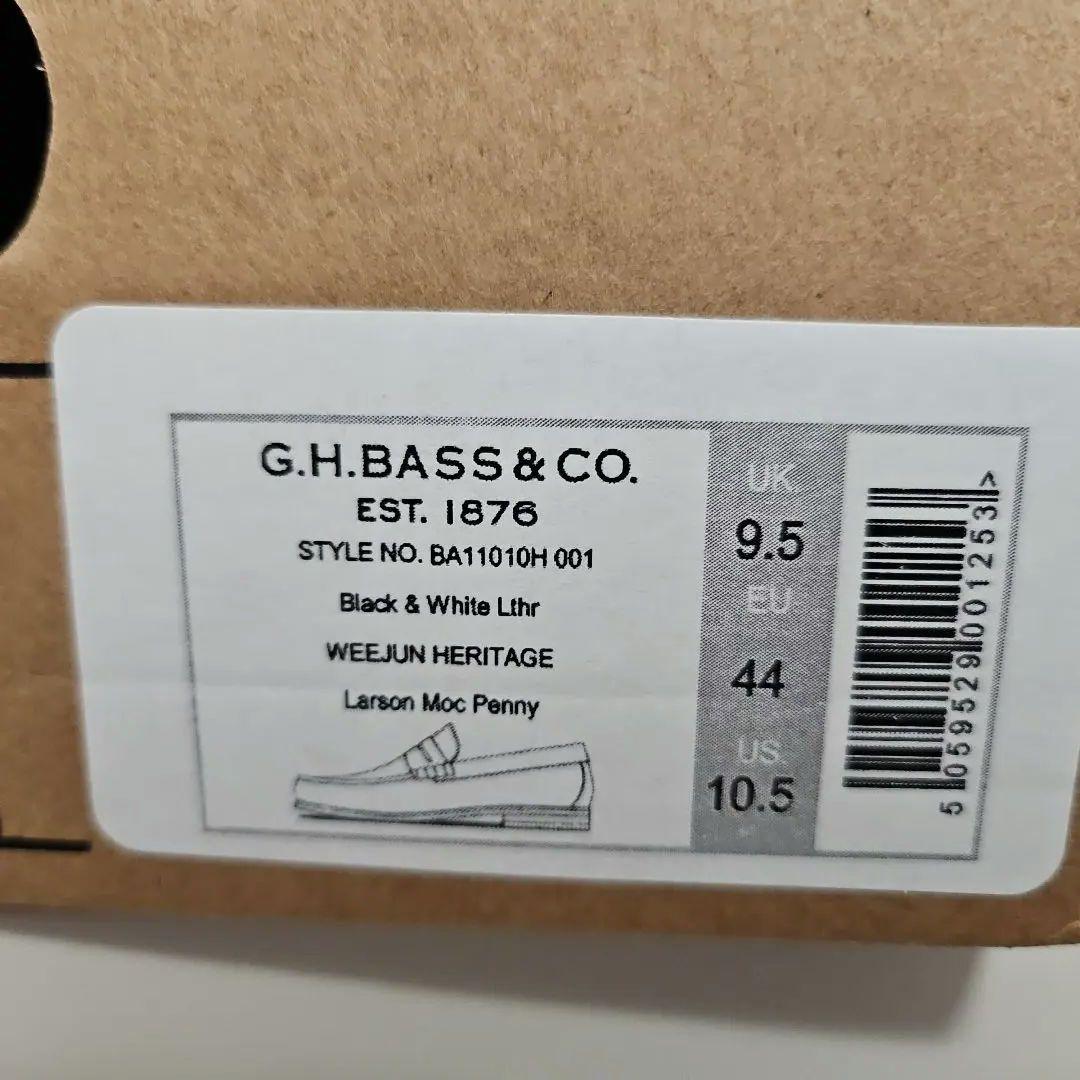 G.H.BASS & CO.
EST. 1876
STYLE NO. BA11010H 001
Black & White Lthr
WEEJUN HERITAGE
Larson Moc Penny
UK
9.5
EU
44
US
10.5
5 059529 001253 >